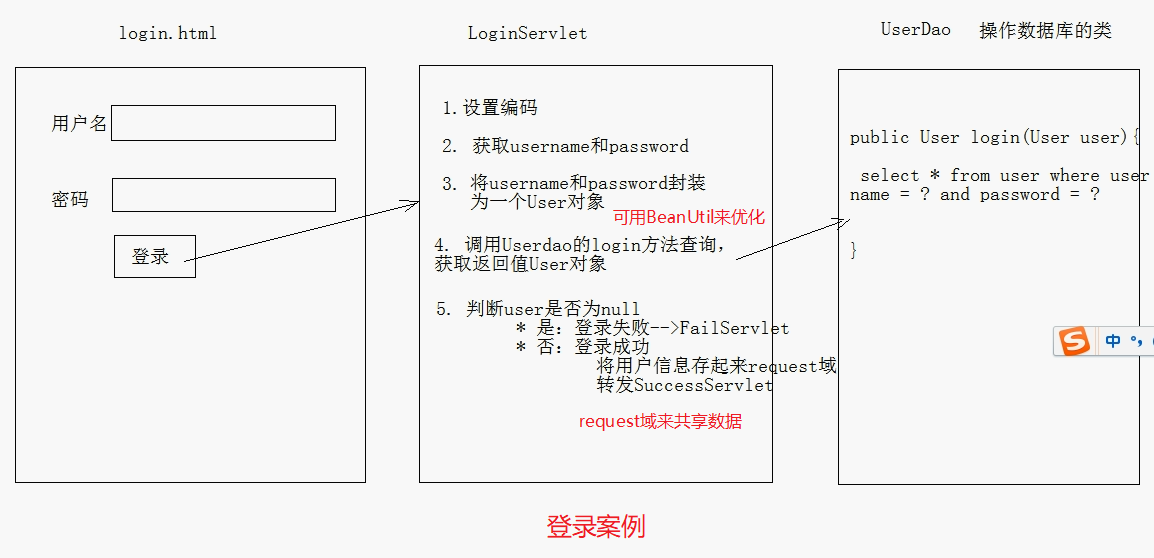 login.html
用户名
密码
登录
LoginServlet
1.设置编码
2. 获取username和password
3. 将username和password封装
为一个User对象
可用BeanUtil来优化
4. 调用Userdao的login方法查询,
获取返回值User对象
5. 判断user是否为null
* 是: 登录失败-->FailServlet
* 否: 登录成功
将用户信息存起来request域
转发SuccessServlet
request域来共享数据
UserDao 操作数据库的类
public User login(User user){
select * from user where user
name = ? and password = ?
}
S 中 °,
登录案例